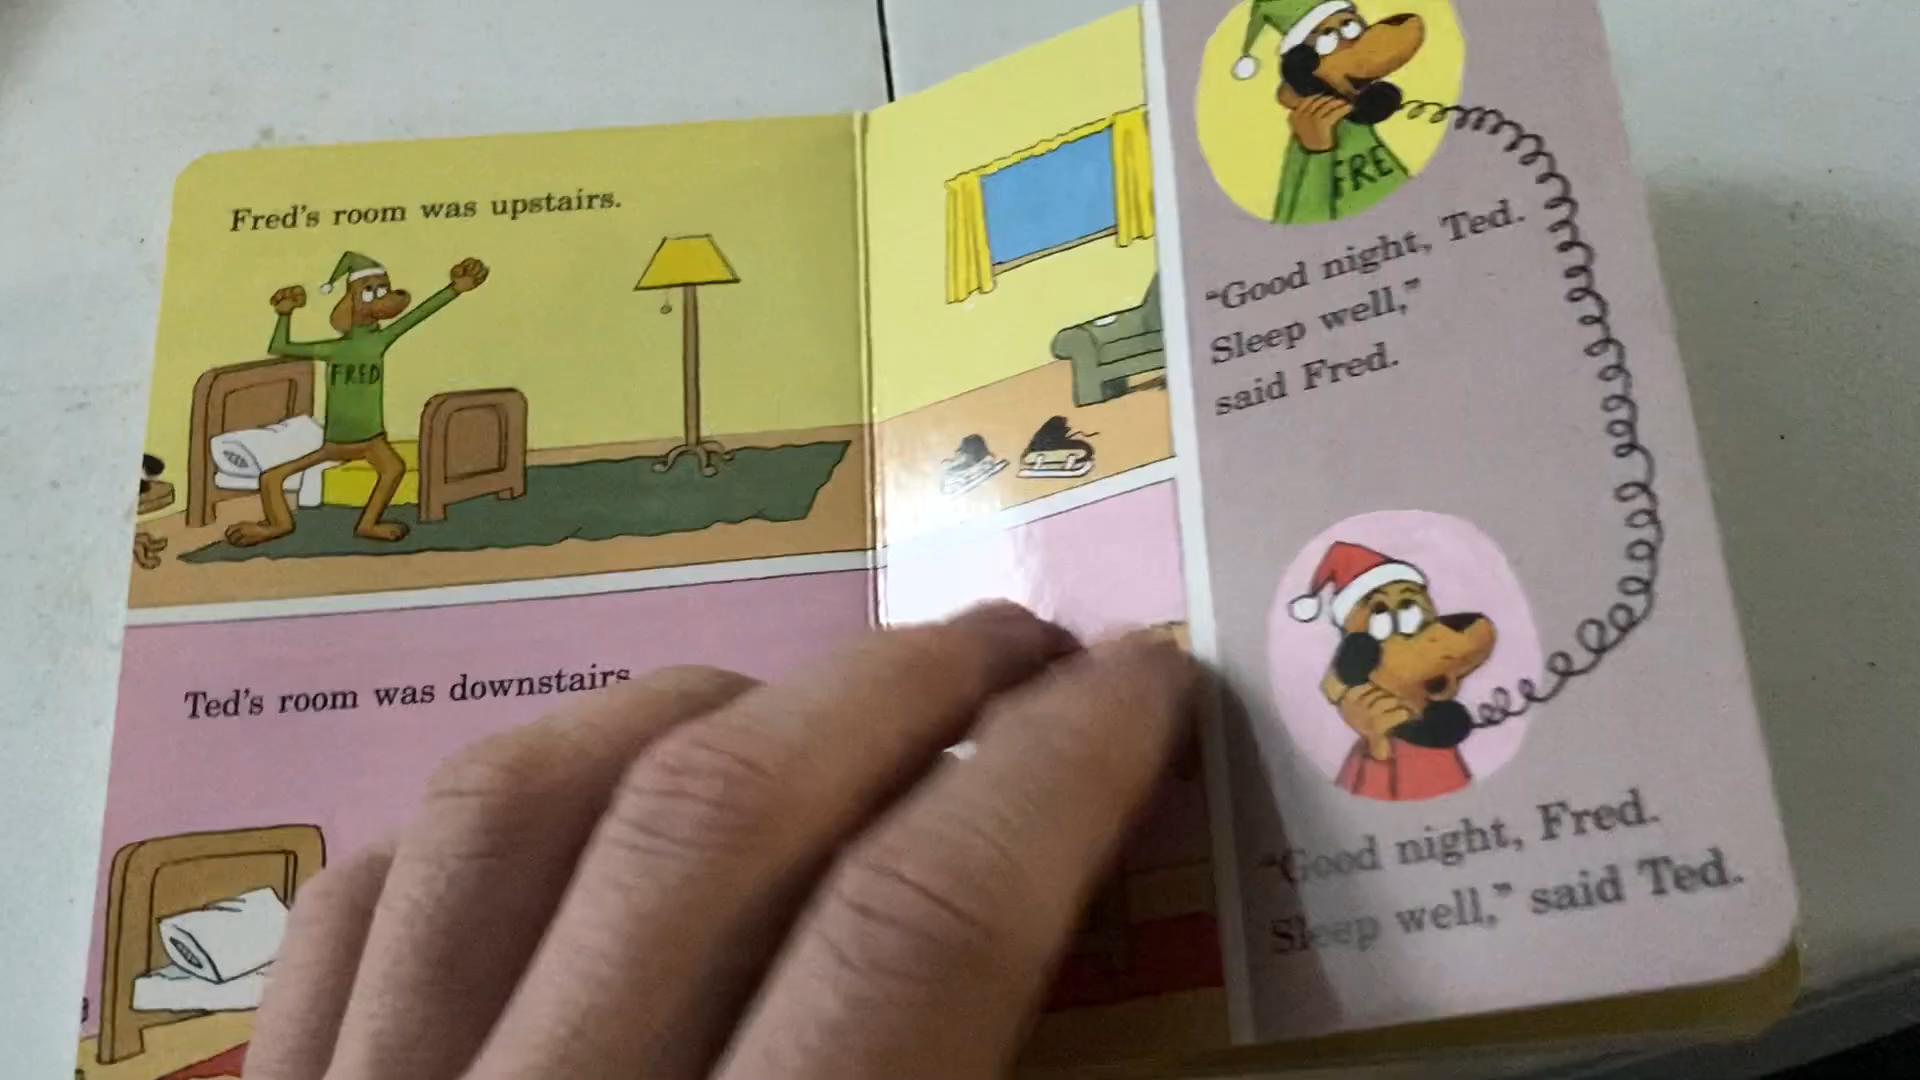 Fred's room was upstairs.
FRED
Ted's room was downstairs
FRE
“Good night, Ted.
Sleep well,”
said Fred.
“Good night, Fred.
Sleep well,” said Ted.